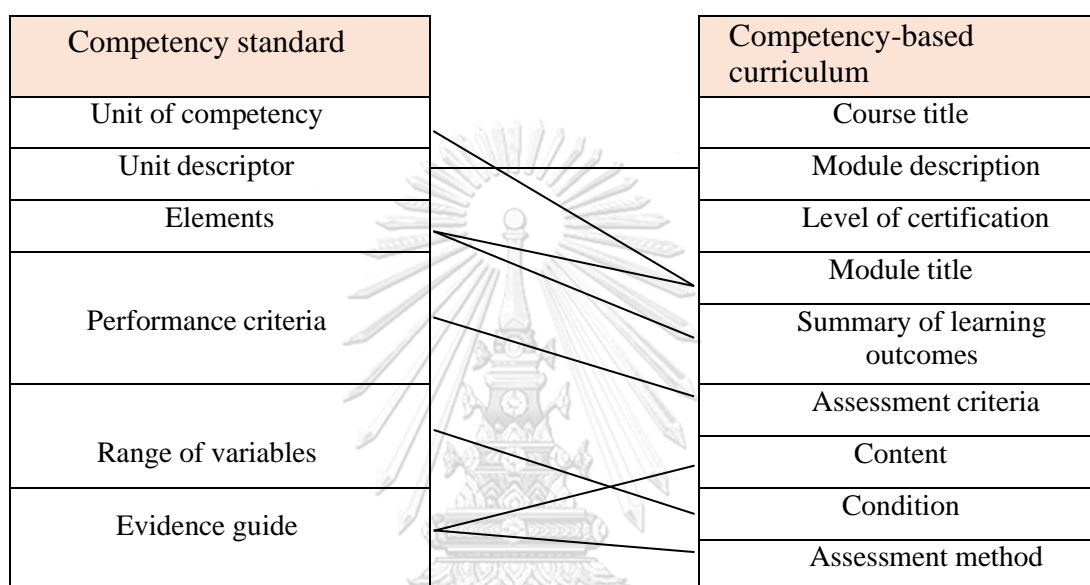 Competency standard
Competency-based
curriculum
Unit of competency
Course title
Unit descriptor
Module description
Elements
Level of certification
Module title
Performance criteria
Summary of learning
outcomes
Assessment criteria
Range of variables
Content
Condition
Evidence guide
Assessment method